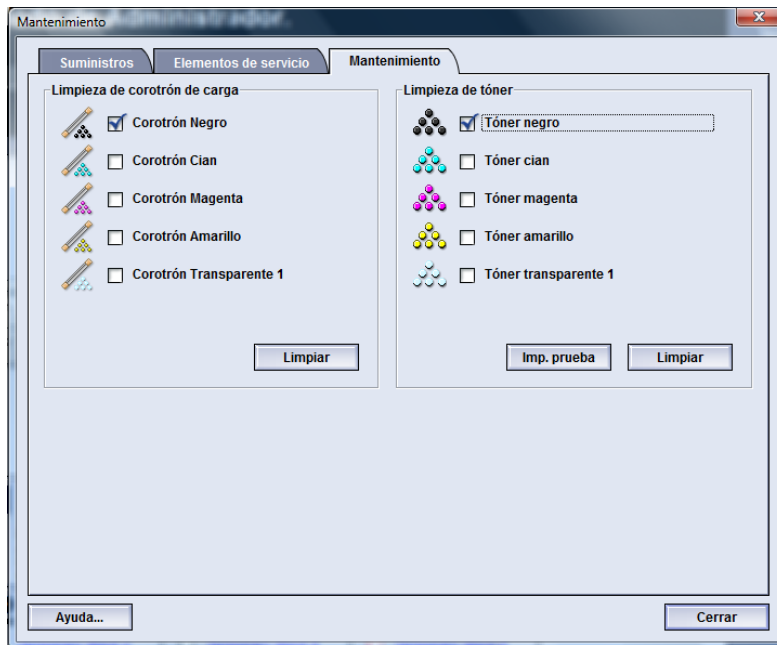 Administrador.
Mantenimiento
Suministros
Elementos de servicio
Mantenimiento
Limpieza de corotrón de carga
Corotrón Negro
Corotrón Cian
Corotrón Magenta
Corotrón Amarillo
Corotrón Transparente 1
Limpiar
Limpieza de tóner
Tóner negro
Tóner cian
Tóner magenta
Tóner amarillo
Tóner transparente 1
Imp. prueba
Limpiar
Ayuda...
Cerrar